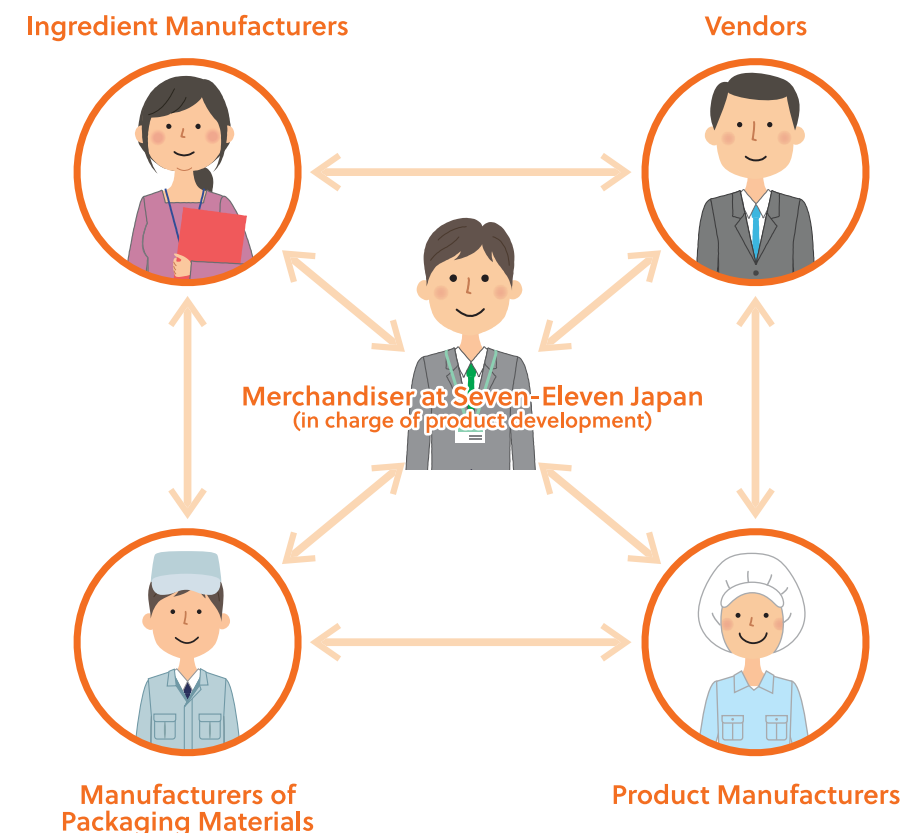 Ingredient Manufacturers
Vendors
Merchandiser at Seven-Eleven Japan
(in charge of product development)
Manufacturers of
Packaging Materials
Product Manufacturers